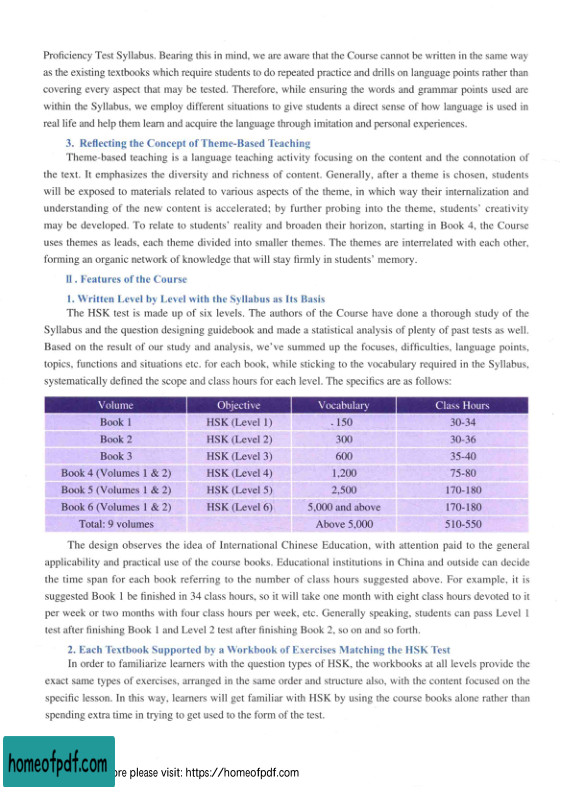 Proficiency Test Syllabus. Bearing this in mind, we are aware that the Course cannot be written in the same way
as the existing textbooks which require students to do repeated practice and drills on language points rather than
covering every aspect that may be tested. Therefore, while ensuring the words and grammar points used are
within the Syllabus, we employ different situations to give students a direct sense of how language is used in
real life and help them learn and acquire the language through imitation and personal experiences.
3. Reflecting the Concept of Theme-Based Teaching
Theme-based teaching is a language teaching activity focusing on the content and the connotation of
the text. It emphasizes the diversity and richness of content. Generally, after a theme is chosen, students
will be exposed to materials related to various aspects of the theme, in which way their internalization and
understanding of the new content is accelerated; by further probing into the theme, students' creativity
may be developed. To relate to students' reality and broaden their horizon, starting in Book 4, the Course
uses themes as leads, each theme divided into smaller themes. The themes are interrelated with each other,
forming an organic network of knowledge that will stay firmly in students' memory.
Ⅱ. Features of the Course
1. Written Level by Level with the Syllabus as Its Basis
The HSK test is made up of six levels. The authors of the Course have done a thorough study of the
Syllabus and the question designing guidebook and made a statistical analysis of plenty of past tests as well.
Based on the result of our study and analysis, we've summed up the focuses, difficulties, language points,
topics, functions and situations etc. for each book, while sticking to the vocabulary required in the Syllabus,
systematically defined the scope and class hours for each level. The specifics are as follows:
Volume Objective Vocabulary Class Hours
Book 1 HSK (Level 1) 150 30-34
Book 2 HSK (Level 2) 300 30-36
Book 3 HSK (Level 3) 600 35-40
Book 4 (Volumes 1 & 2) HSK (Level 4) 1,200 75-80
Book 5 (Volumes 1 & 2) HSK (Level 5) 2,500 170-180
Book 6 (Volumes 1 & 2) HSK (Level 6) 5,000 and above 170-180
Total: 9 volumes Above 5,000 510-550
The design observes the idea of International Chinese Education, with attention paid to the general
applicability and practical use of the course books. Educational institutions in China and outside can decide
the time span for each book referring to the number of class hours suggested above. For example, it is
suggested Book 1 be finished in 34 class hours, so it will take one month with eight class hours devoted to it
per week or two months with four class hours per week, etc. Generally speaking, students can pass Level 1
test after finishing Book 1 and Level 2 test after finishing Book 2, so on and so forth.
2. Each Textbook Supported by a Workbook of Exercises Matching the HSK Test
In order to familiarize learners with the question types of HSK, the workbooks at all levels provide the
exact same types of exercises, arranged in the same order and structure also, with the content focused on the
specific lesson. In this way, learners will get familiar with HSK by using the course books alone rather than
spending extra time in trying to get used to the form of the test.
homeofpdf.com
please visit: https://homeofpdf.com